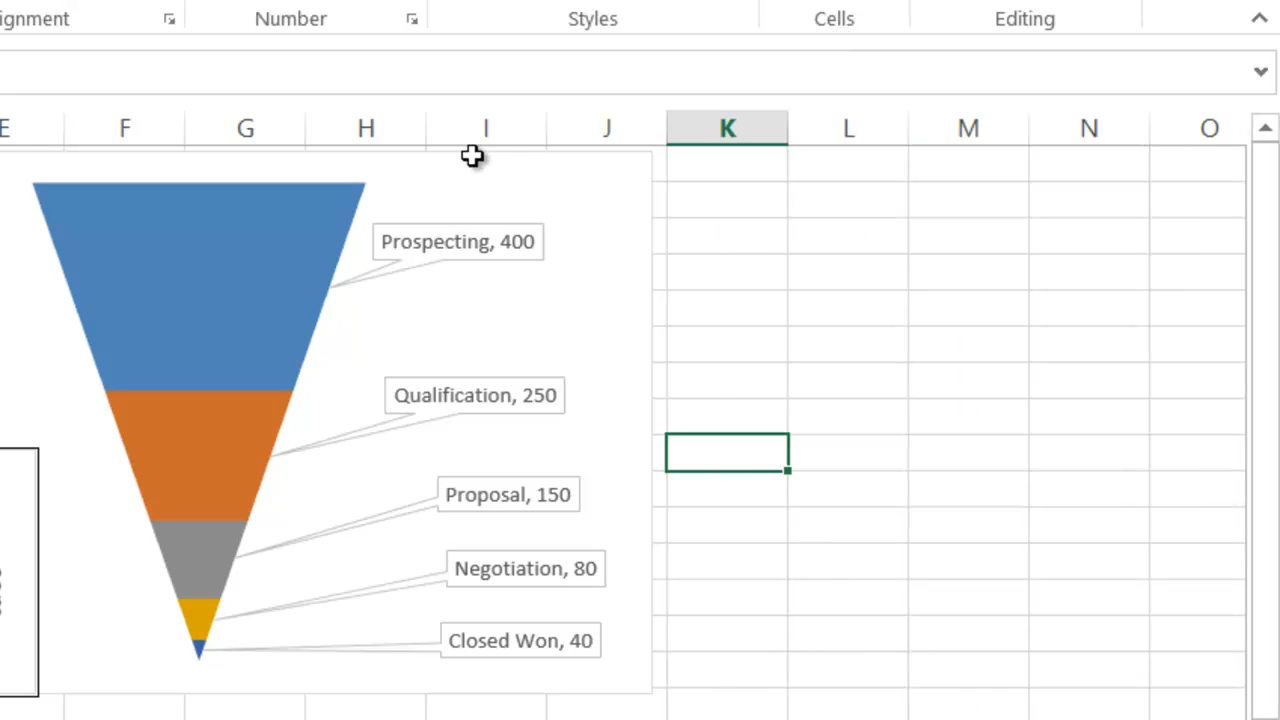 ignment Number Styles Cells Editing
E F G H I J K L M N O
Prospecting, 400
Qualification, 250
Proposal, 150
Negotiation, 80
Closed Won, 40